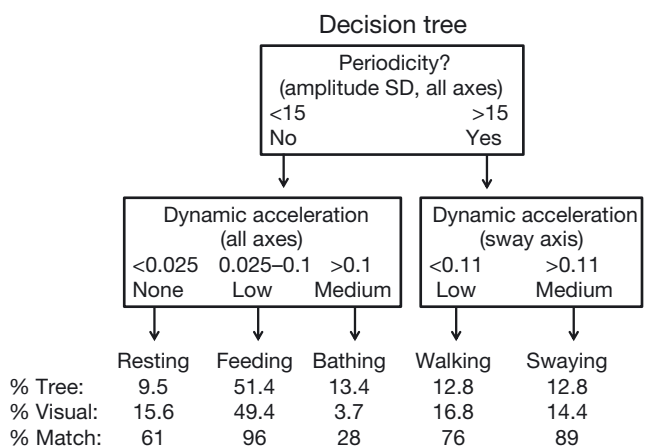 Decision tree
Periodicity?
(amplitude SD, all axes)
<15 >15
No Yes
Dynamic acceleration
(all axes)
<0.025 0.025–0.1 >0.1
None Low Medium
Dynamic acceleration
(sway axis)
<0.11 >0.11
Low Medium
Resting Feeding Bathing Walking Swaying
% Tree: 9.5 51.4 13.4 12.8 12.8
% Visual: 15.6 49.4 3.7 16.8 14.4
% Match: 61 96 28 76 89